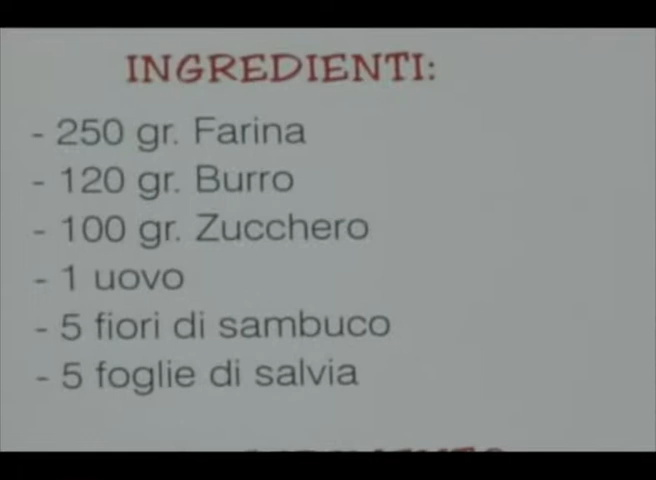 INGREDIENTI:
- 250 gr. Farina
- 120 gr. Burro
- 100 gr. Zucchero
- 1 uovo
- 5 fiori di sambuco
- 5 foglie di salvia